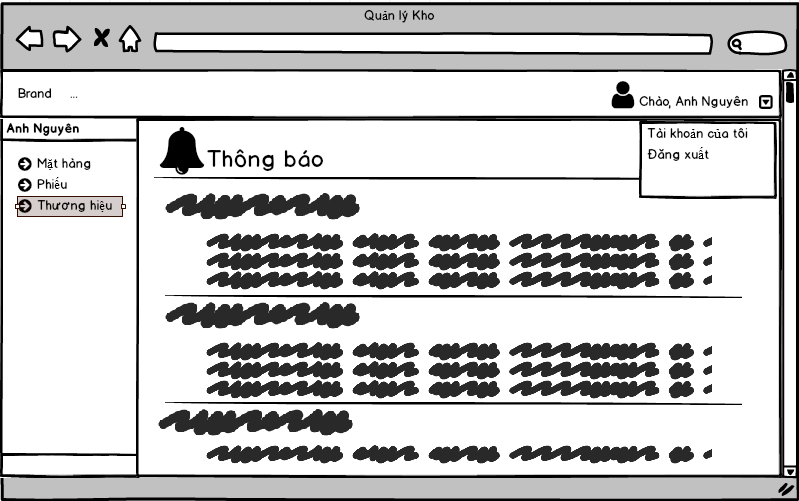 Quản lý Kho
Brand ...
Chào, Anh Nguyên
Tài khoản của tôi
Đăng xuất
Anh Nguyên
Mặt hàng
Phiếu
Thương hiệu
Thông báo